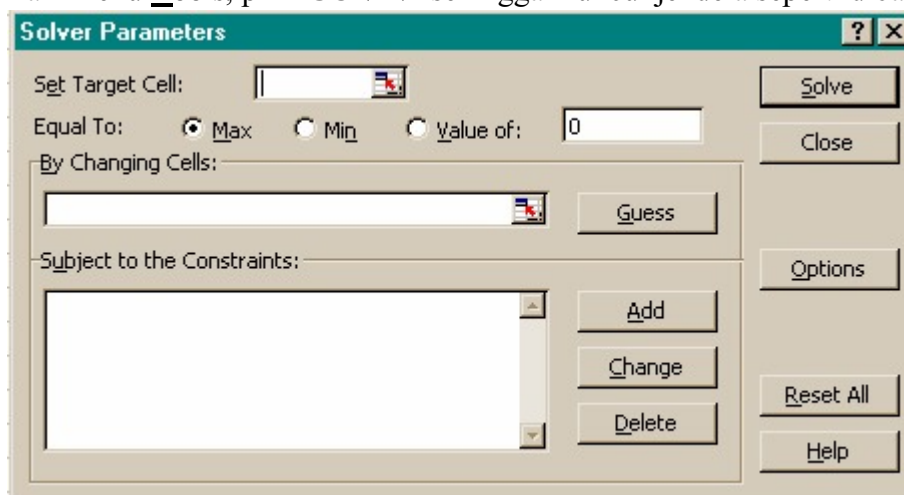 Solver Parameters
Set Target Cell:
Solve
Equal To: Max Min Value of: 0
Close
By Changing Cells:
Guess
Subject to the Constraints:
Options
Add
Change
Reset All
Delete
Help